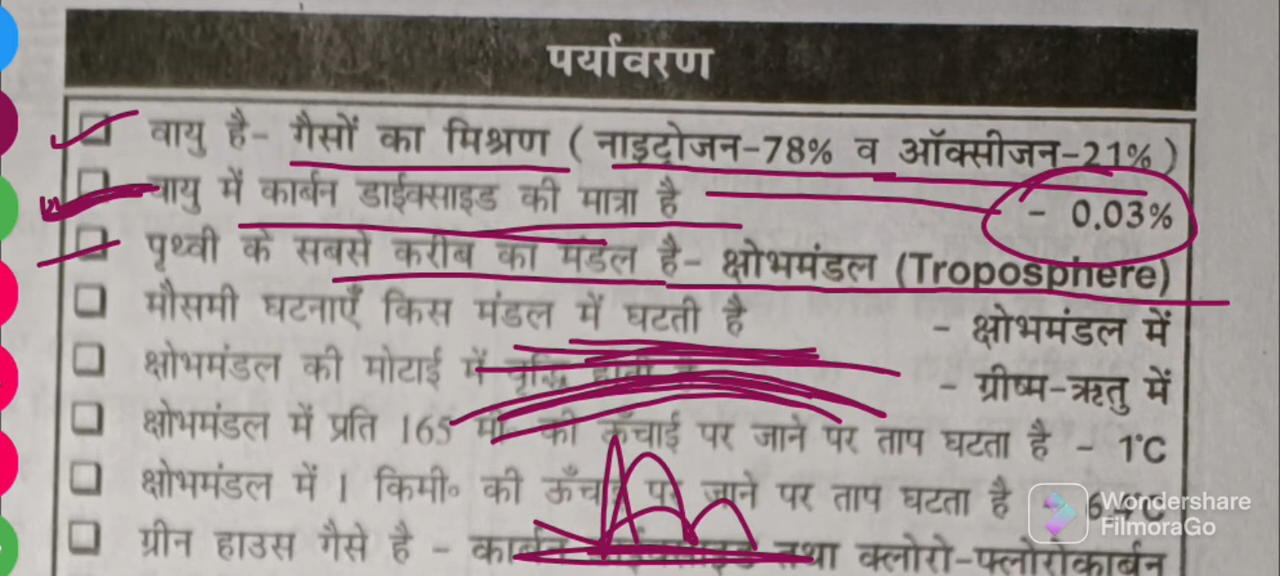 पर्यावरण
वायु है- गैसों का मिश्रण ( नाइट्रोजन-78% व ऑक्सीजन-21% )
वायु में कार्बन डाईक्साइड की मात्रा है - 0.03%
पृथ्वी के सबसे करीब का मंडल है- क्षोभमंडल (Troposphere)
मौसमी घटनाएँ किस मंडल में घटती है - क्षोभमंडल में
क्षोभमंडल की मोटाई में वृद्धि होती है - ग्रीष्म-ऋतु में
क्षोभमंडल में प्रति 165 मी॰ की ऊँचाई पर जाने पर ताप घटता है - 1°C
क्षोभमंडल में 1 किमी॰ की ऊँचाई पर जाने पर ताप घटता है -
ग्रीन हाउस गैसे है - कार्बन तथा क्लोरो-फ्लोरोकार्बन
Wondershare
FilmoraGo